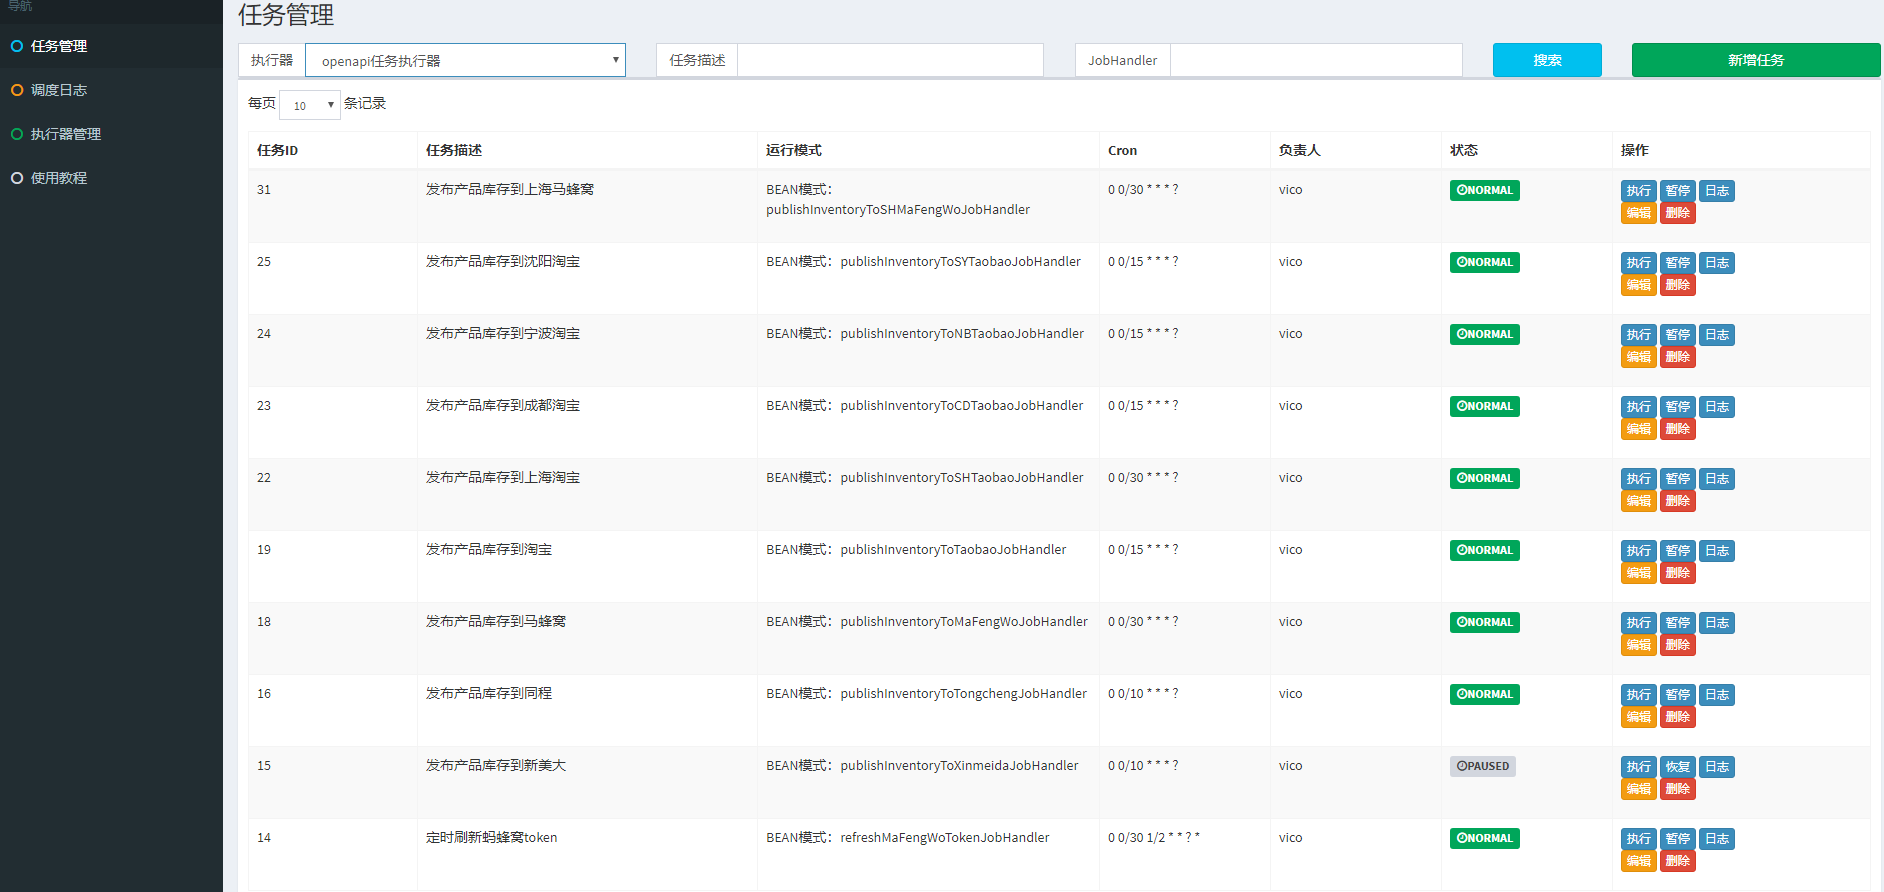 导航
任务管理
调度日志
执行器管理
使用教程
任务管理
执行器 openapi任务执行器 任务描述 JobHandler 搜索 新增任务
每页 10 条记录
任务ID 任务描述 运行模式 Cron 负责人 状态 操作
31 发布产品库存到上海马蜂窝 BEAN模式： 0 0/30 * * * ? vico NORMAL 执行 暂停 日志
publishInventoryToSHMaFengWoJobHandler 编辑 删除
25 发布产品库存到沈阳淘宝 BEAN模式：publishInventoryToSYTaobaoJobHandler 0 0/15 * * * ? vico NORMAL 执行 暂停 日志
编辑 删除
24 发布产品库存到宁波淘宝 BEAN模式：publishInventoryToNBTaobaoJobHandler 0 0/15 * * * ? vico NORMAL 执行 暂停 日志
编辑 删除
23 发布产品库存到成都淘宝 BEAN模式：publishInventoryToCDTaobaoJobHandler 0 0/15 * * * ? vico NORMAL 执行 暂停 日志
编辑 删除
22 发布产品库存到上海淘宝 BEAN模式：publishInventoryToSHTaobaoJobHandler 0 0/30 * * * ? vico NORMAL 执行 暂停 日志
编辑 删除
19 发布产品库存到淘宝 BEAN模式：publishInventoryToTaobaoJobHandler 0 0/15 * * * ? vico NORMAL 执行 暂停 日志
编辑 删除
18 发布产品库存到马蜂窝 BEAN模式：publishInventoryToMaFengWoJobHandler 0 0/30 * * * ? vico NORMAL 执行 暂停 日志
编辑 删除
16 发布产品库存到同程 BEAN模式：publishInventoryToTongchengJobHandler 0 0/10 * * * ? vico NORMAL 执行 暂停 日志
编辑 删除
15 发布产品库存到新美大 BEAN模式：publishInventoryToXinmeidaJobHandler 0 0/10 * * * ? vico PAUSED 执行 恢复 日志
编辑 删除
14 定时刷新蚂蜂窝token BEAN模式：refreshMaFengWoTokenJobHandler 0 0/30 1/2 * * ? * vico NORMAL 执行 暂停 日志
编辑 删除